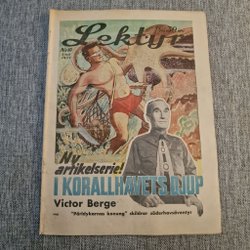 Lektyr
Ny
artikelserie!
I KORALLHAVETS DJUP
Victor Berge
"Pärldykarnas konung" skildrar söderhavsäventyr